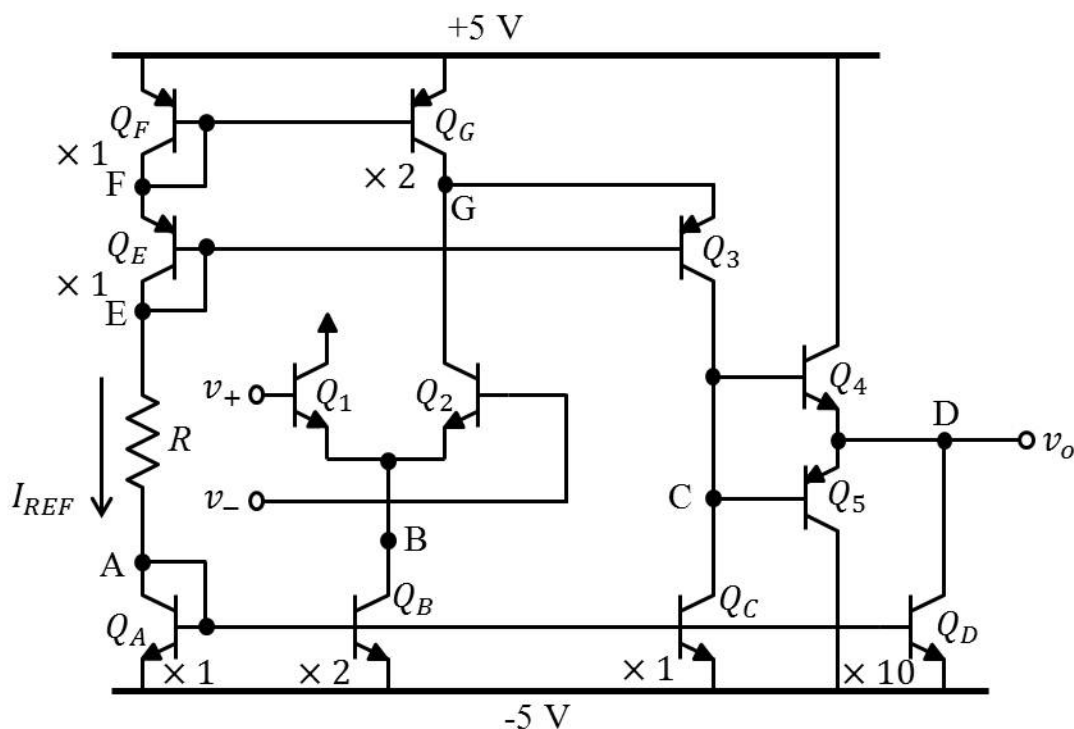 +5 V
Q_F
Q_G
× 1
× 2
F
G
Q_E
Q_3
× 1
E
v_+
Q_1
Q_2
Q_4
R
D
v_o
I_REF
v_−
C
Q_5
B
A
Q_A
Q_B
Q_C
Q_D
× 1
× 2
× 1
× 10
-5 V